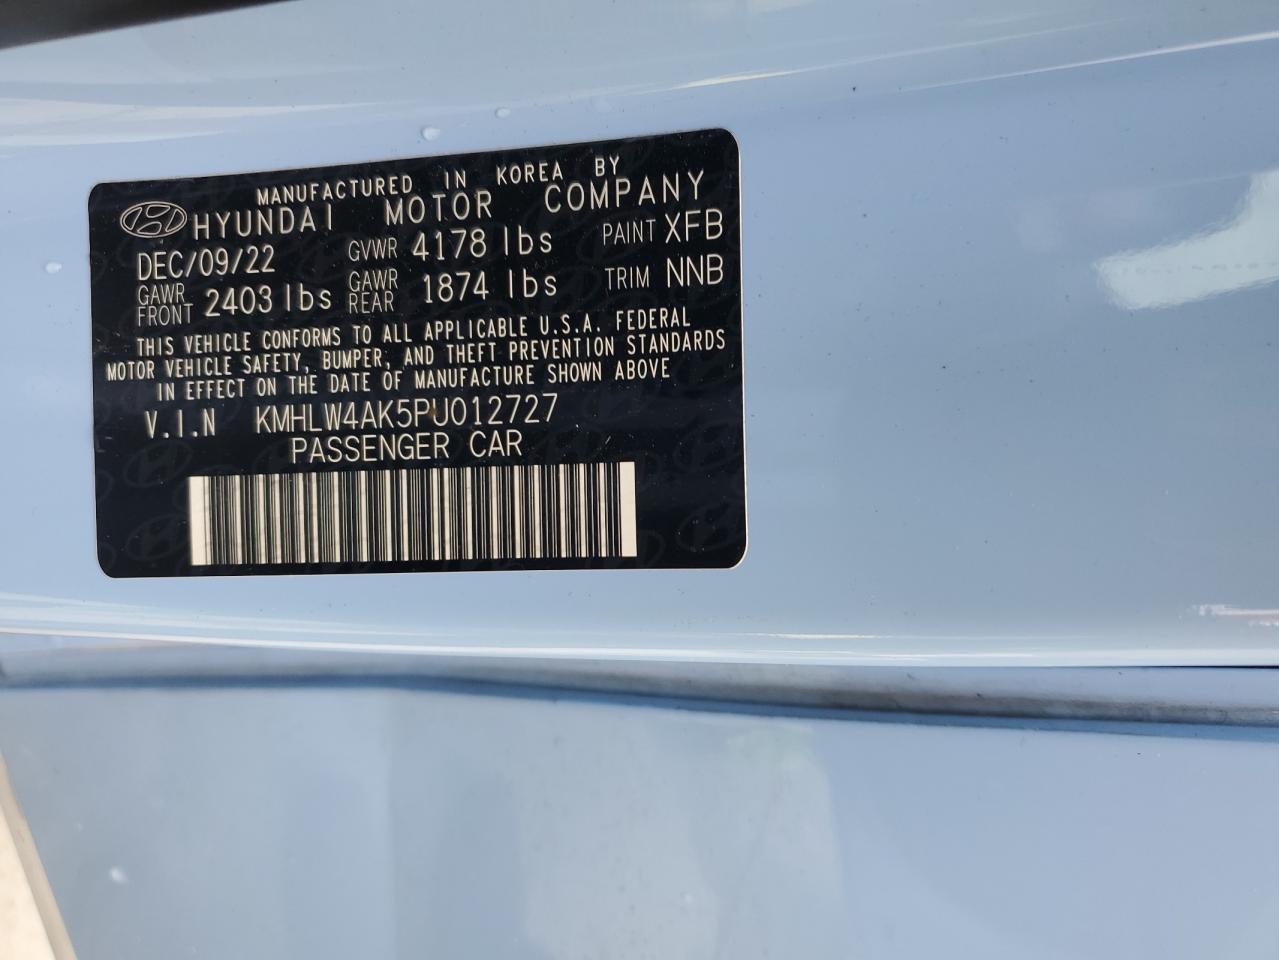 MANUFACTURED IN KOREA BY
HYUNDAI MOTOR COMPANY
DEC/09/22 GVWR 4178 lbs PAINT XFB
GAWR FRONT 2403 lbs GAWR REAR 1874 lbs TRIM NNB
THIS VEHICLE CONFORMS TO ALL APPLICABLE U.S.A. FEDERAL
MOTOR VEHICLE SAFETY, BUMPER, AND THEFT PREVENTION STANDARDS
IN EFFECT ON THE DATE OF MANUFACTURE SHOWN ABOVE
V.I.N KMHLW4AK5PU012727
PASSENGER CAR